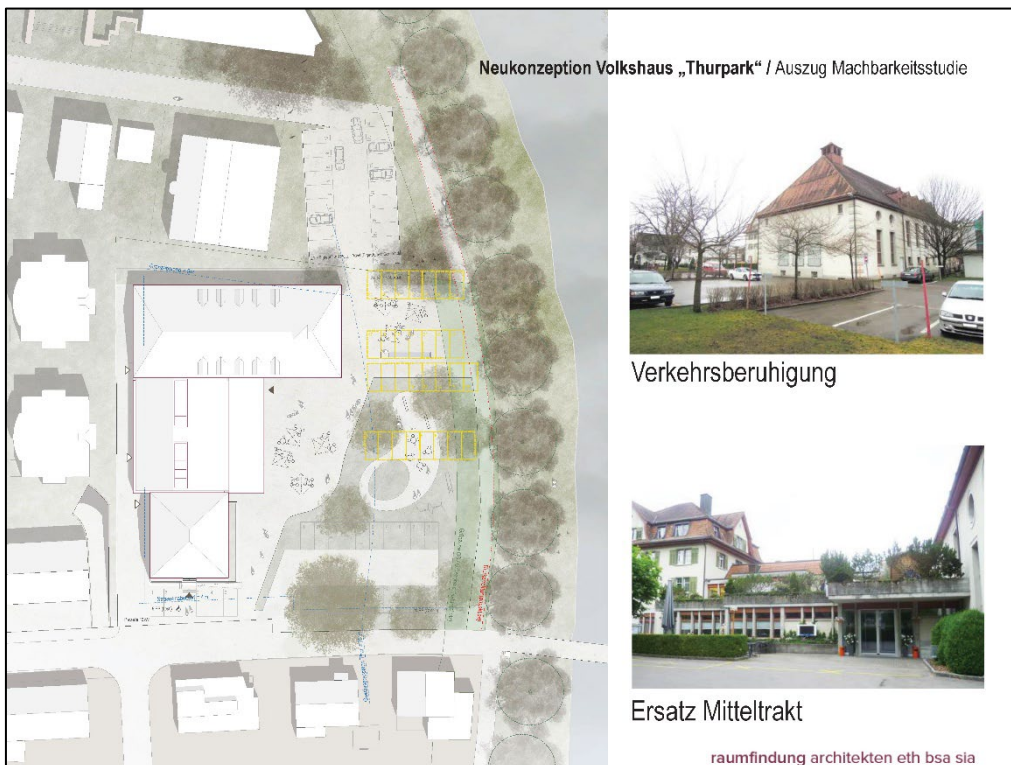 Neukonzeption Volkshaus „Thurpark“ / Auszug Machbarkeitsstudie
Verkehrsberuhigung
Ersatz Mitteltrakt
raumfindung architekten eth bsa sia